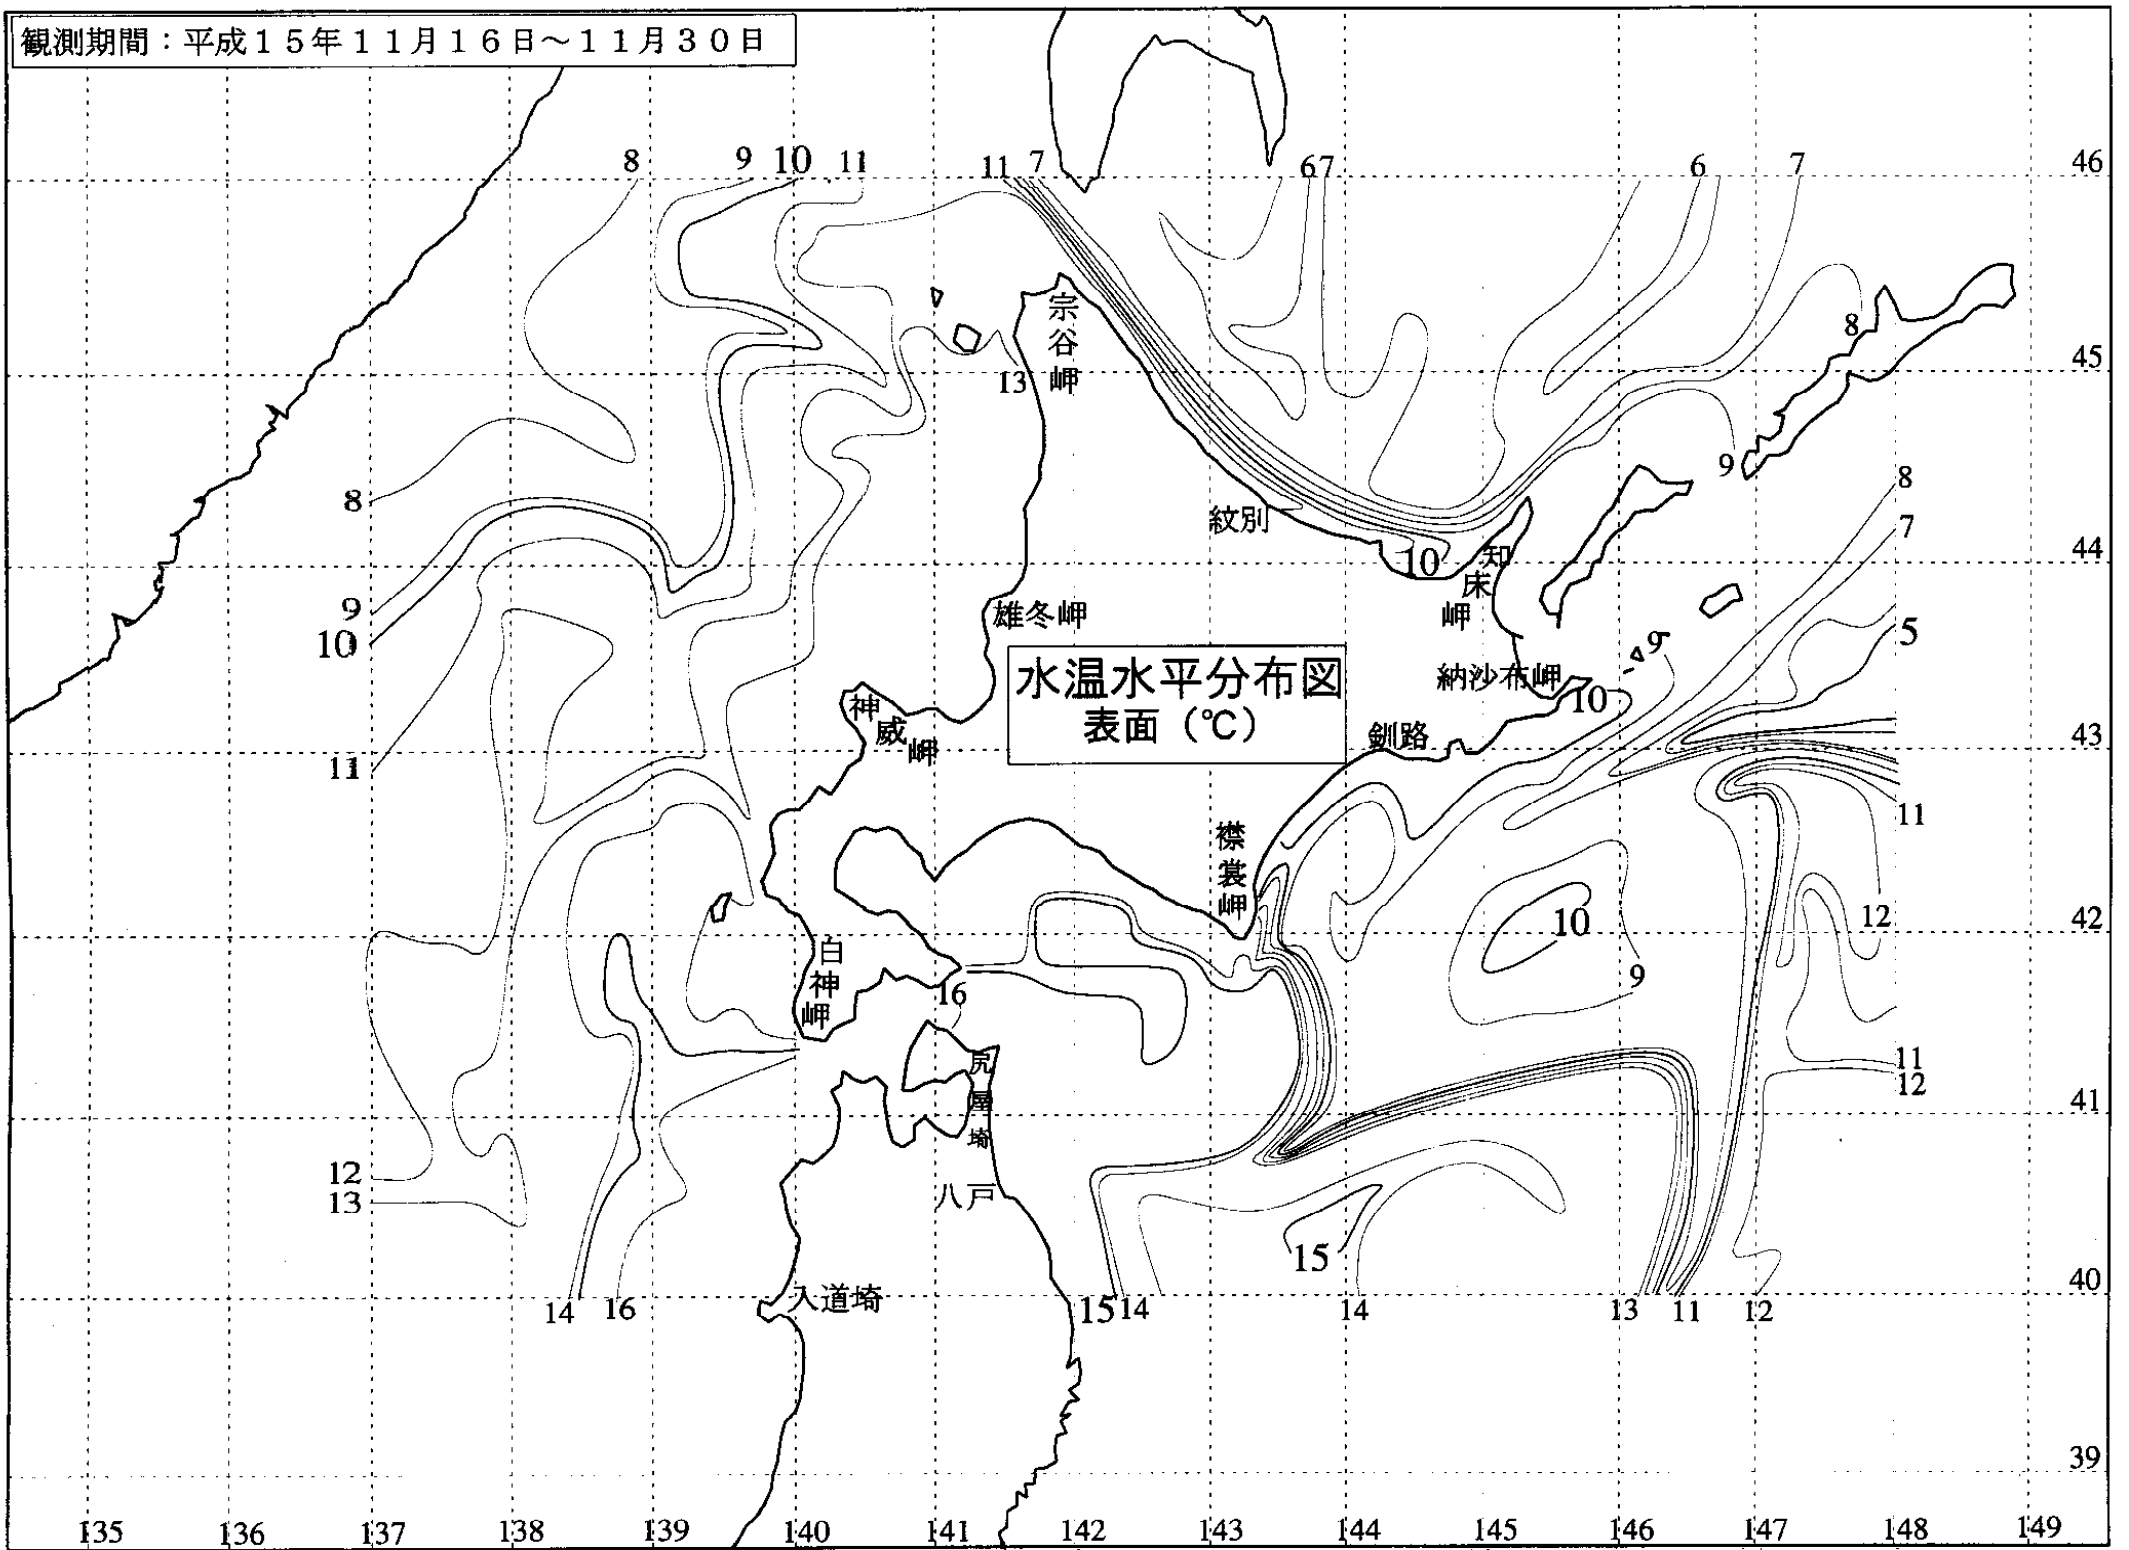 観測期間：平成１５年１１月１６日～１１月３０日
8 9 10 11 11 7 6 7 6 7 46
8
45
13
宗谷岬
9
8
8
紋別
7
10
44
知床岬
9
10
雄冬岬
5
9
水温水平分布図
表面（℃）
納沙布岬
10
神威岬
釧路
43
11
11
襟裳岬
10
12
42
白神岬
9
16
尻屋埼
11
12
41
12
13
八戸
15
40
入道埼
14 16 15 14 14 13 11 12
39
135 136 137 138 139 140 141 142 143 144 145 146 147 148 149